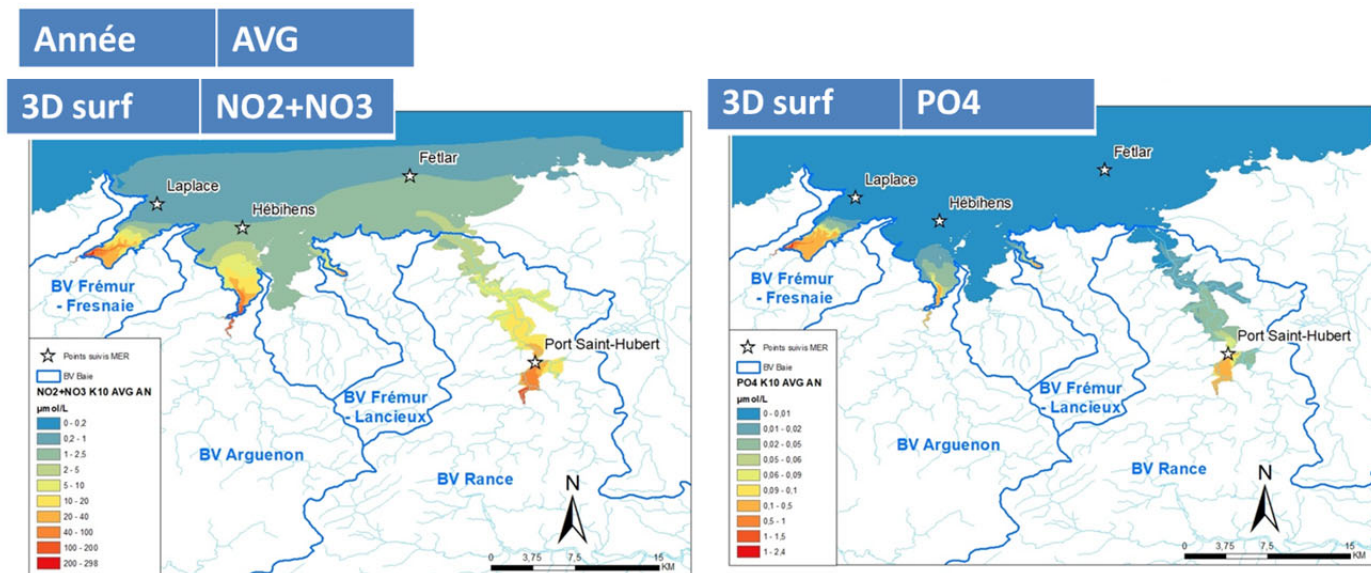 Année AVG
3D surf NO2+NO3
Fetlar
Laplace
Hébihens
BV Frémur
- Fresnaie
Port Saint-Hubert
BV Frémur
- Lancieux
BV Arguenon
BV Rance
Points suivis MER
BV Baie
NO2+NO3 K10 AVG AN
µmol/L
0 - 0.2
0,2 - 1
1 - 2.5
2 - 5
5 - 10
10 - 20
20 - 40
40 - 100
100 - 200
200 - 298
N
0 3,75 7,5 15
KM
3D surf PO4
Fetlar
Laplace
Hébihens
BV Frémur
- Fresnaie
Port Saint-Hubert
BV Frémur
- Lancieux
BV Arguenon
BV Rance
Points suivis MER
BV Baie
PO4 K10 AVG AN
µmol/L
0 - 0,01
0,01 - 0,02
0,02 - 0,05
0,05 - 0,06
0,06 - 0,09
0,09 - 0,1
0,1 - 0,5
0,5 - 1
1 - 1,5
1 - 2,4
N
0 3,75 7,5 15
KM